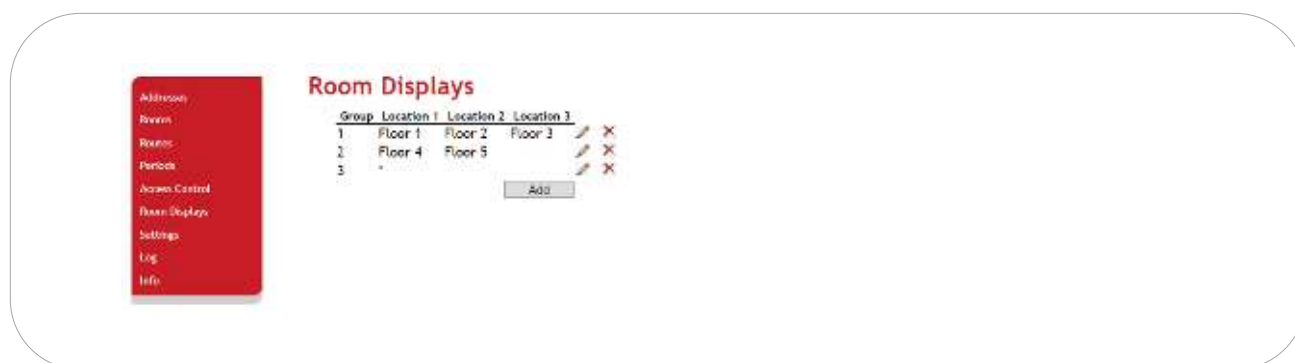 Addresses
Rooms
Routes
Periods
Access Control
Room Displays
Settings
Log
Info
Room Displays
Group Location 1 Location 2 Location 3
1 Floor 1 Floor 2 Floor 3
2 Floor 4 Floor 5
3 *
Add